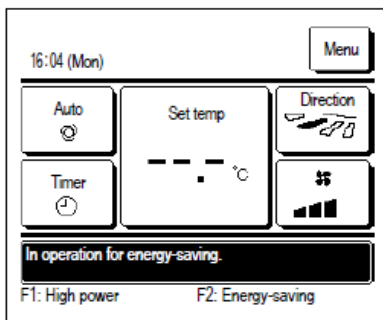 16:04 (Mon)
Menu
Auto
Set temp
Direction
--.-℃
Timer
In operation for energy-saving.
F1: High power F2: Energy-saving